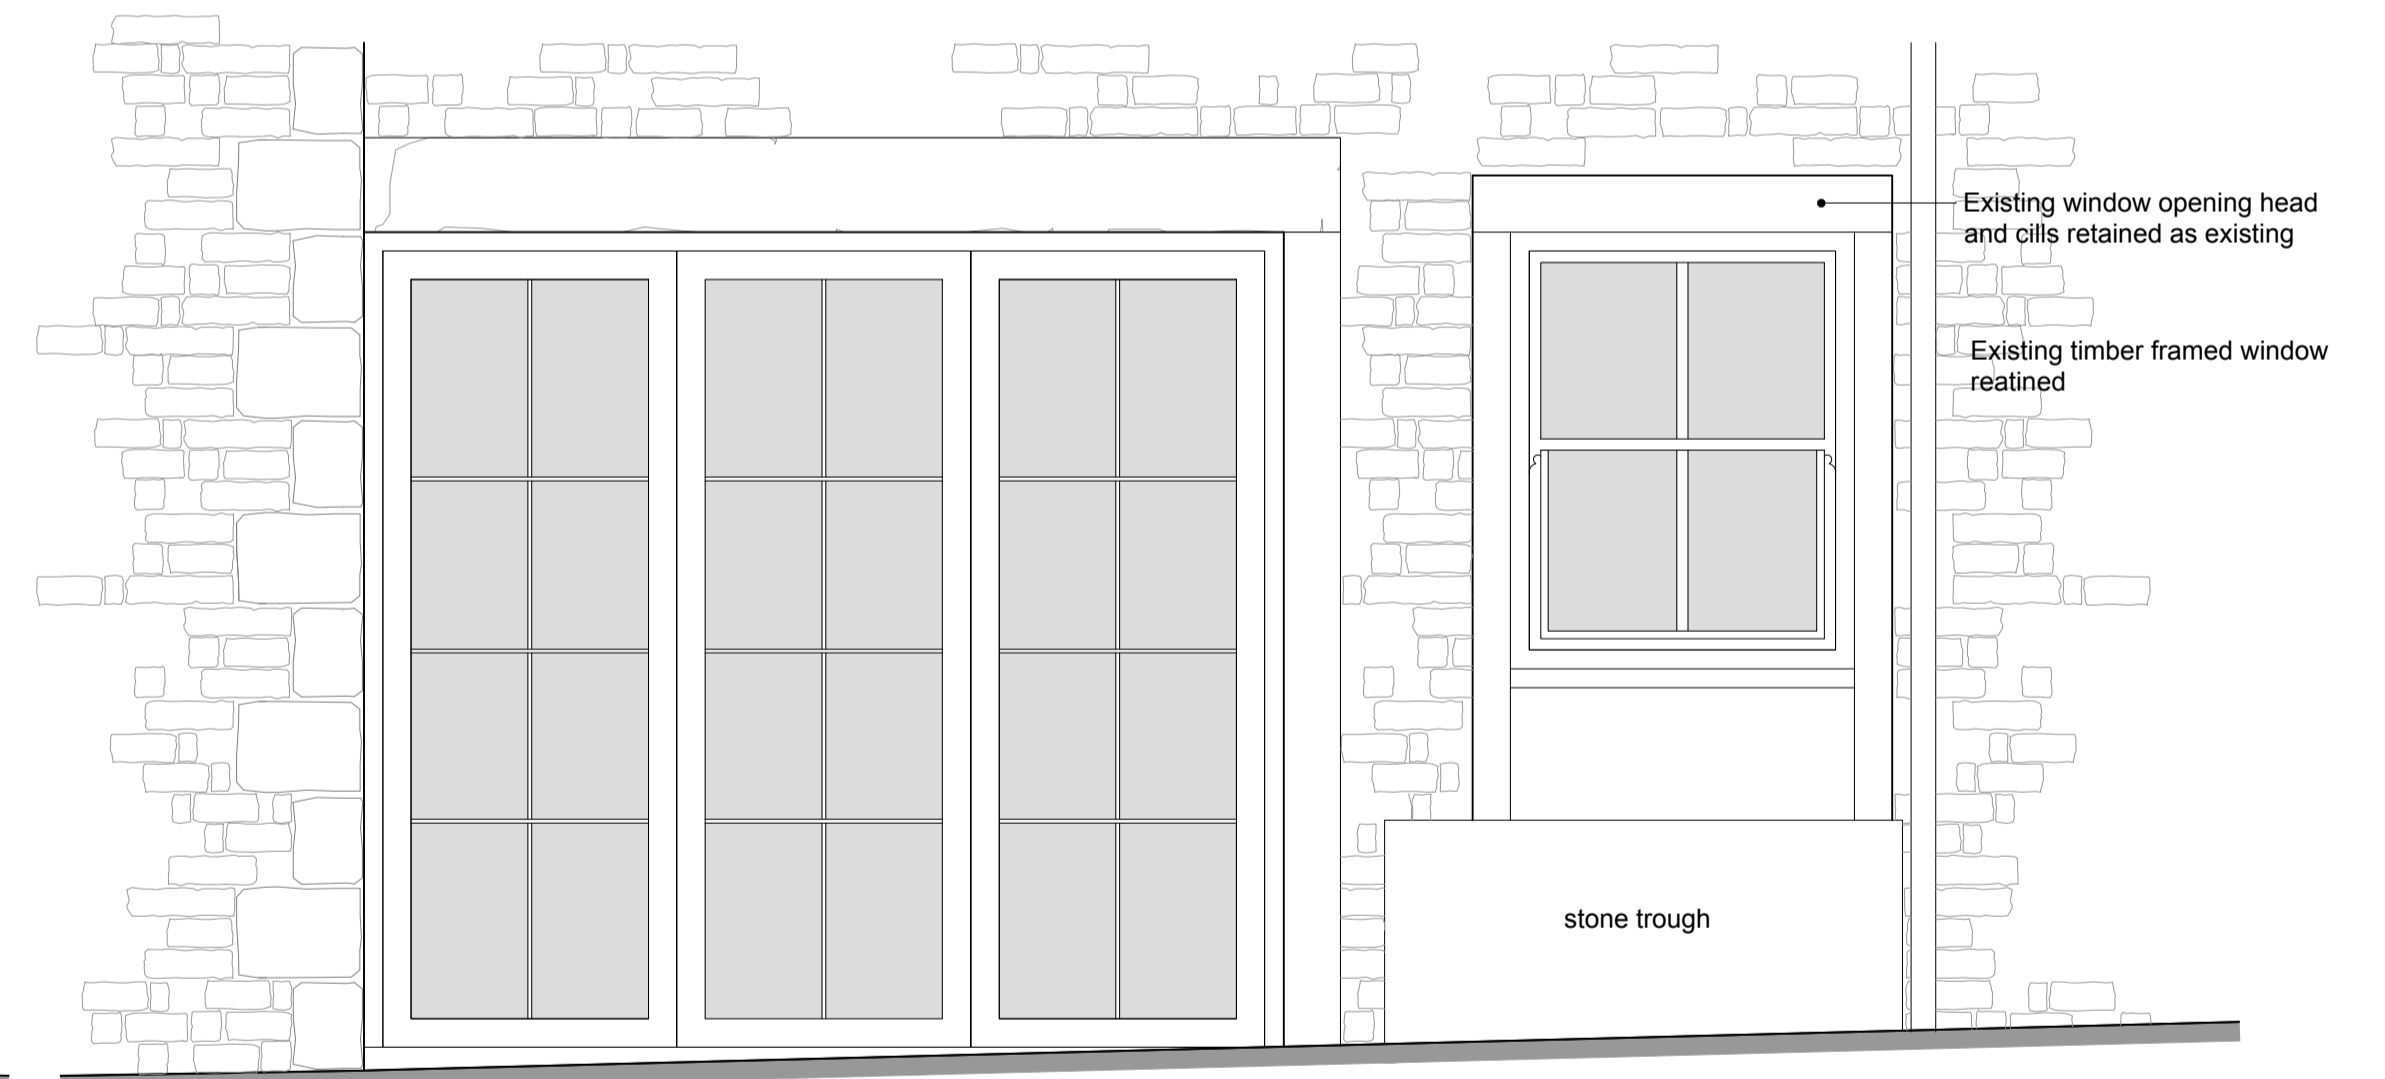 Existing window opening head
and cills retained as existing
Existing timber framed window
reatined
stone trough